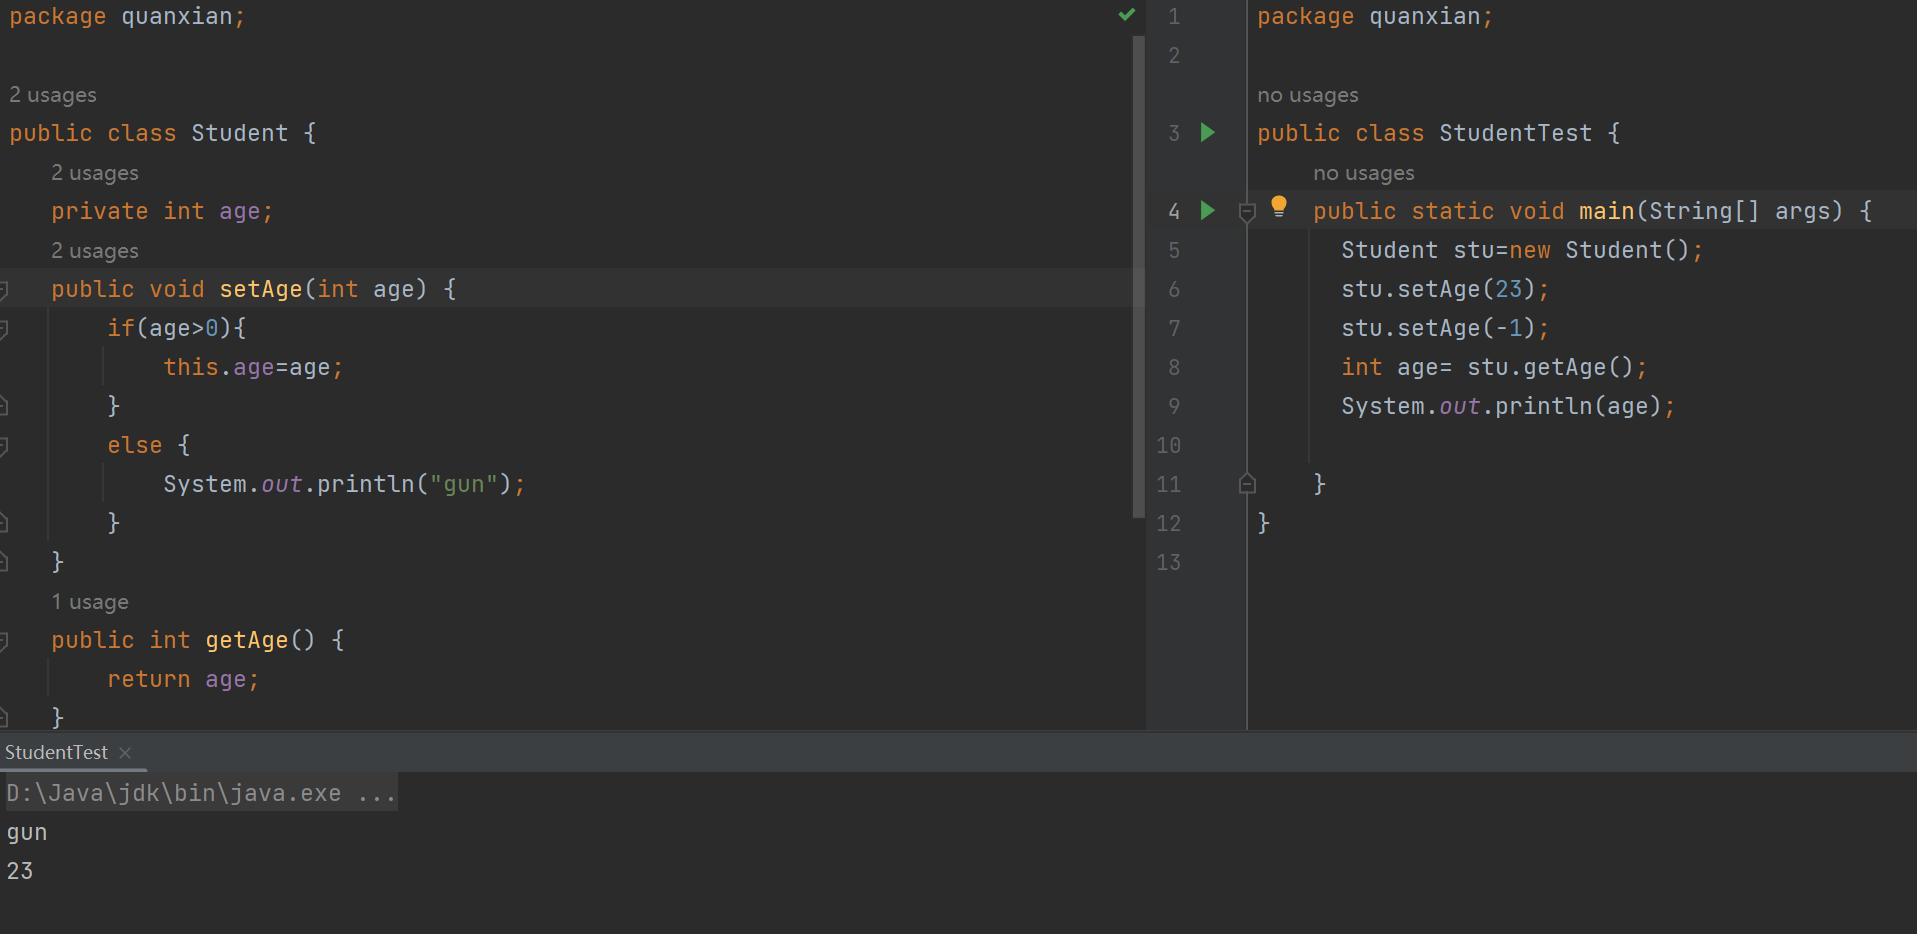 package quanxian;
2 usages
public class Student {
2 usages
private int age;
2 usages
public void setAge(int age) {
if(age>0){
this.age=age;
}
else {
System.out.println("gun");
}
}
1 usage
public int getAge() {
return age;
}
1 package quanxian;
2
no usages
3 public class StudentTest {
no usages
4 public static void main(String[] args) {
5 Student stu=new Student();
6 stu.setAge(23);
7 stu.setAge(-1);
8 int age= stu.getAge();
9 System.out.println(age);
10
11 }
12 }
13
StudentTest ×
D:\Java\jdk\bin\java.exe ...
gun
23